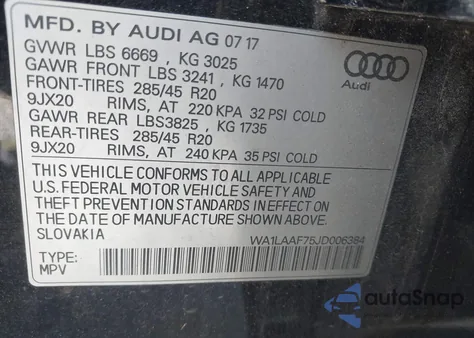 MFD. BY AUDI AG 07 17
GVWR LBS 6669 , KG 3025
GAWR FRONT LBS 3241 , KG 1470
FRONT-TIRES 285/45 R20
9JX20 RIMS, AT 220 KPA 32 PSI COLD
GAWR REAR LBS3825 , KG 1735
REAR-TIRES 285/45 R20
9JX20 RIMS, AT 240 KPA 35 PSI COLD
THIS VEHICLE CONFORMS TO ALL APPLICABLE
U.S. FEDERAL MOTOR VEHICLE SAFETY AND
THEFT PREVENTION STANDARDS IN EFFECT ON
THE DATE OF MANUFACTURE SHOWN ABOVE.
SLOVAKIA WA1LAAF75JD006384
TYPE:
MPV
Audi
autoSnap